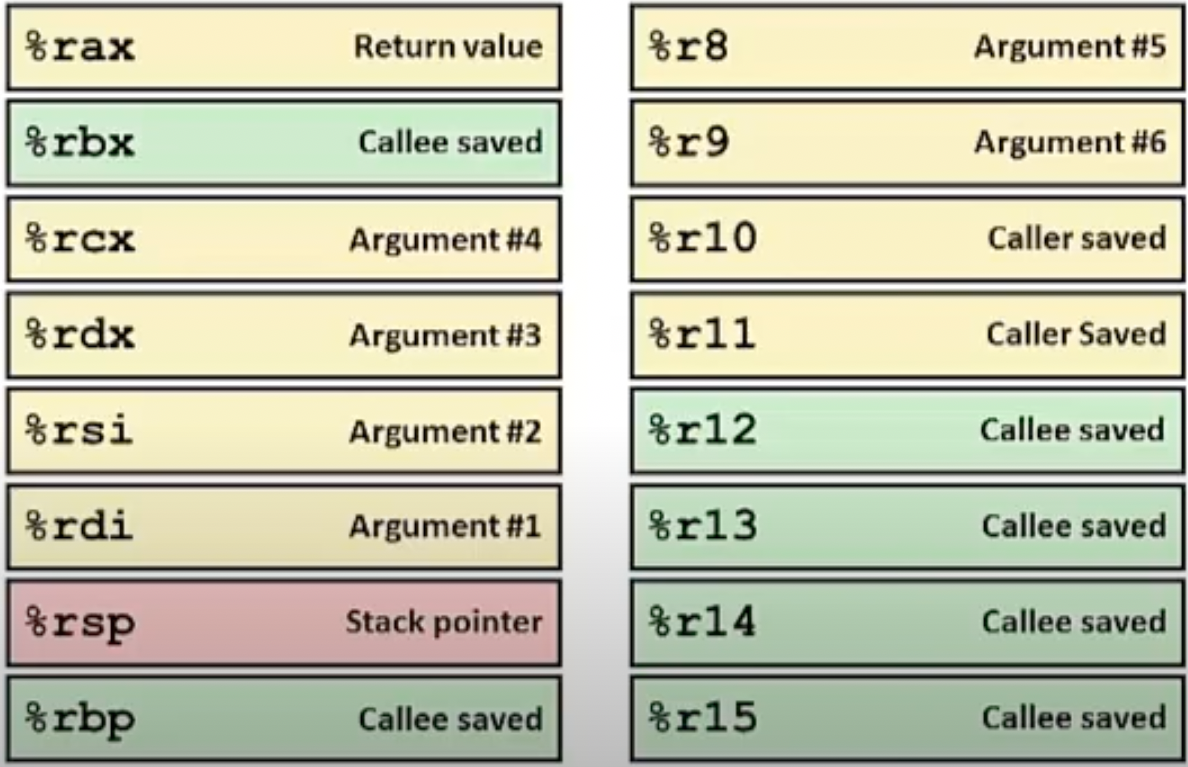 %rax Return value
%rbx Callee saved
%rcx Argument #4
%rdx Argument #3
%rsi Argument #2
%rdi Argument #1
%rsp Stack pointer
%rbp Callee saved
%r8 Argument #5
%r9 Argument #6
%r10 Caller saved
%r11 Caller Saved
%r12 Callee saved
%r13 Callee saved
%r14 Callee saved
%r15 Callee saved